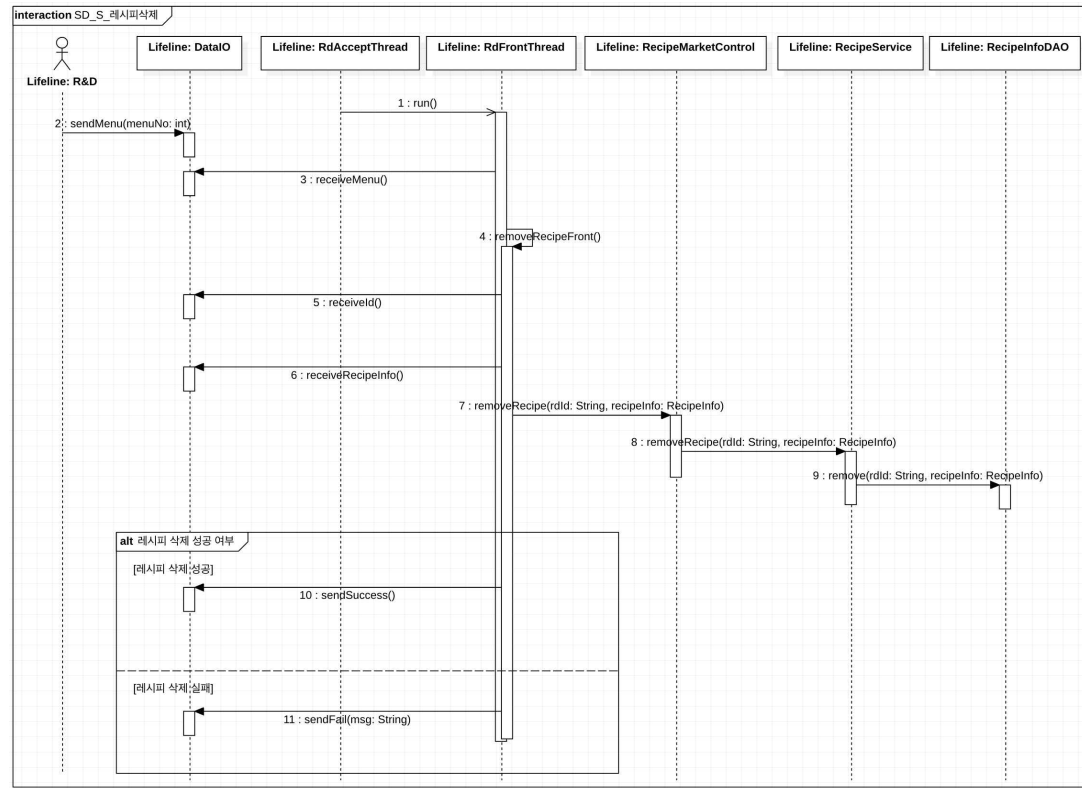 interaction SD_S_레시피삭제
Lifeline: R&D
Lifeline: DataIO
Lifeline: RdAcceptThread
Lifeline: RdFrontThread
Lifeline: RecipeMarketControl
Lifeline: RecipeService
Lifeline: RecipeInfoDAO
1 : run()
2 : sendMenu(menuNo: int)
3 : receiveMenu()
4 : removeRecipeFront()
5 : receiveId()
6 : receiveRecipeInfo()
7 : removeRecipe(rdId: String, recipeInfo: RecipeInfo)
8 : removeRecipe(rdId: String, recipeInfo: RecipeInfo)
9 : remove(rdId: String, recipeInfo: RecipeInfo)
alt 레시피 삭제 성공 여부
[레시피 삭제 성공]
10 : sendSuccess()
[레시피 삭제 실패]
11 : sendFail(msg: String)